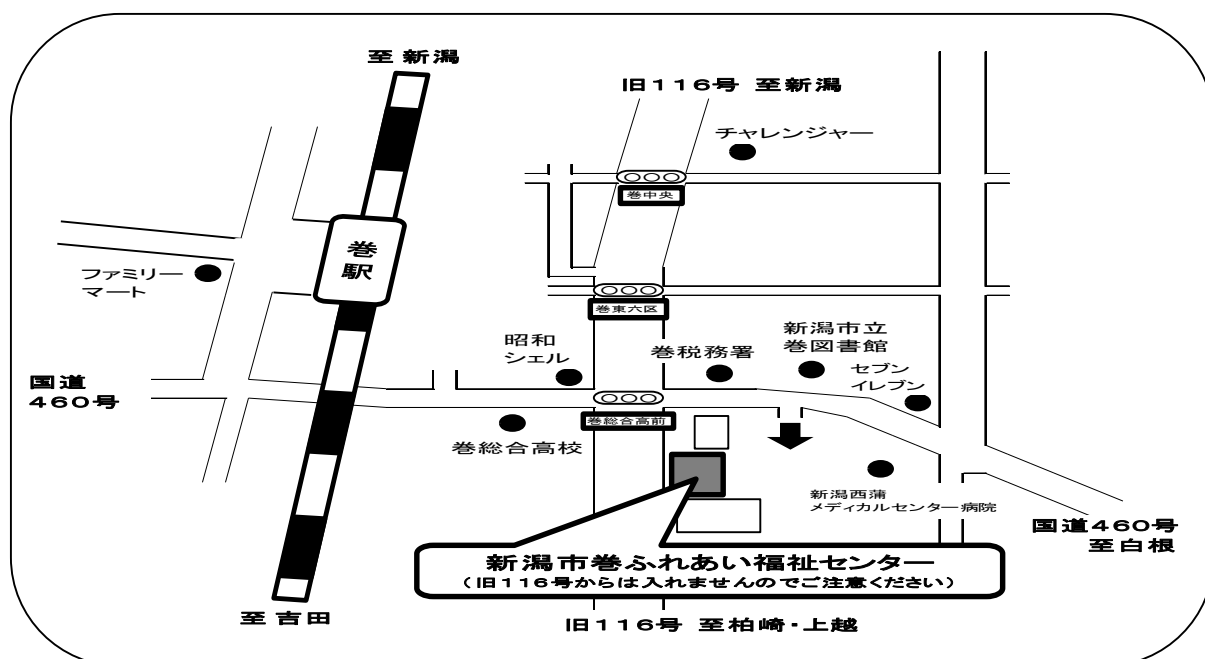 至 新潟
旧116号 至新潟
チャレンジャー
巻中央
巻
駅
ファミリー
マート
巻東六区
昭和
シェル
巻税務署
新潟市立
巻図書館
セブン
イレブン
国道
460号
巻総合高前
巻総合高校
新潟西蒲
メディカルセンター病院
国道460号
至白根
新潟市巻ふれあい福祉センター
(旧116号からは入れませんのでご注意ください)
至 吉田
旧116号 至柏崎・上越